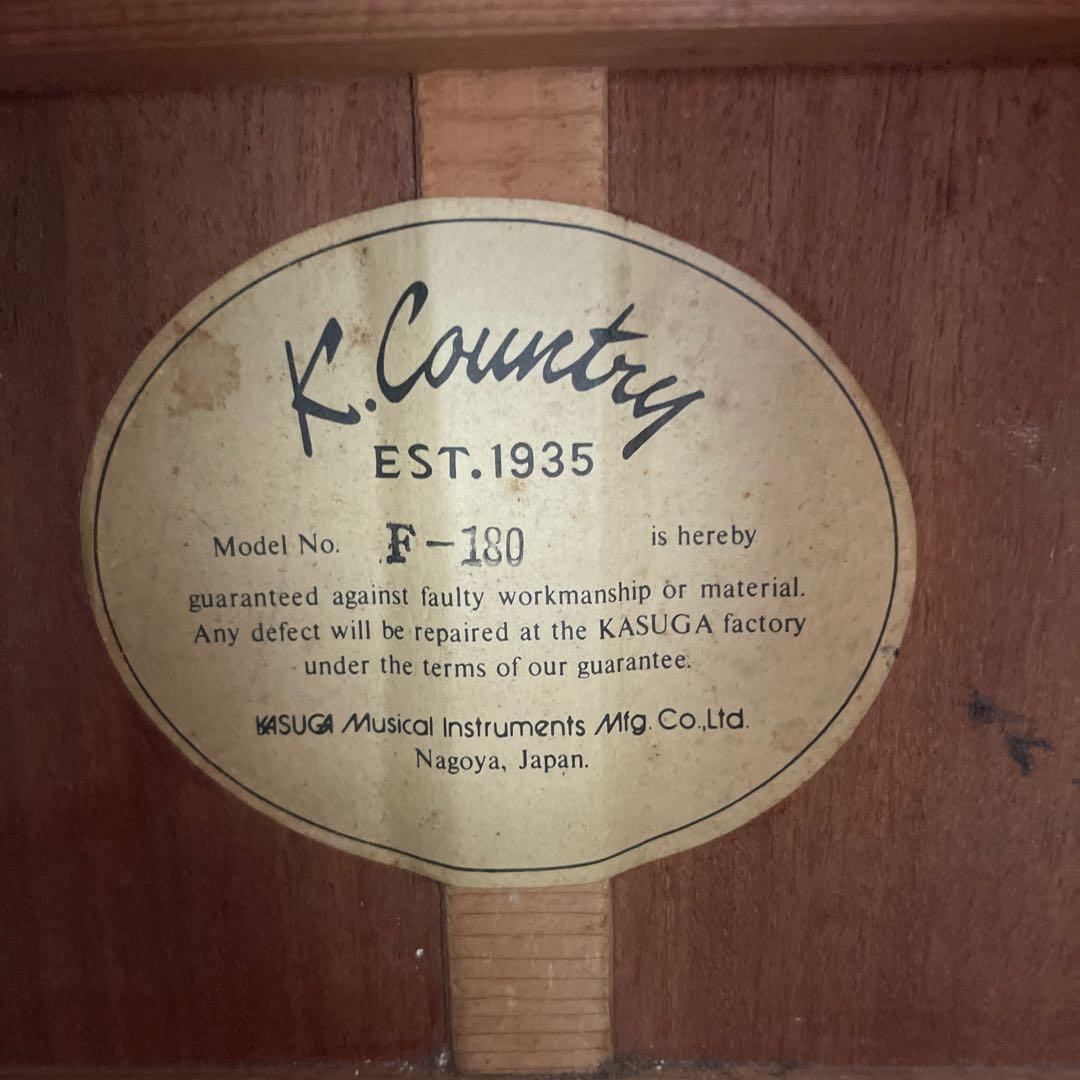 K. Country
EST. 1935
Model No. F-180 is hereby
guaranteed against faulty workmanship or material.
Any defect will be repaired at the KASUGA factory
under the terms of our guarantee.
KASUGA Musical Instruments Mfg. Co., Ltd.
Nagoya, Japan.